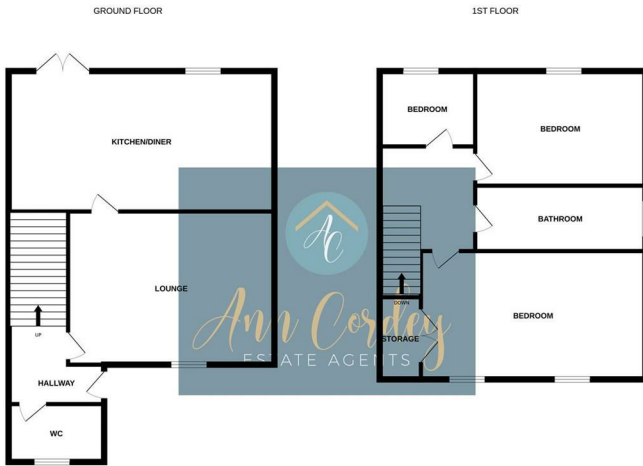 GROUND FLOOR
KITCHEN/DINER
LOUNGE
UP
HALLWAY
WC
1ST FLOOR
BEDROOM
BEDROOM
BATHROOM
DOWN
BEDROOM
STORAGE
AC
Ann Cordey
ESTATE AGENTS